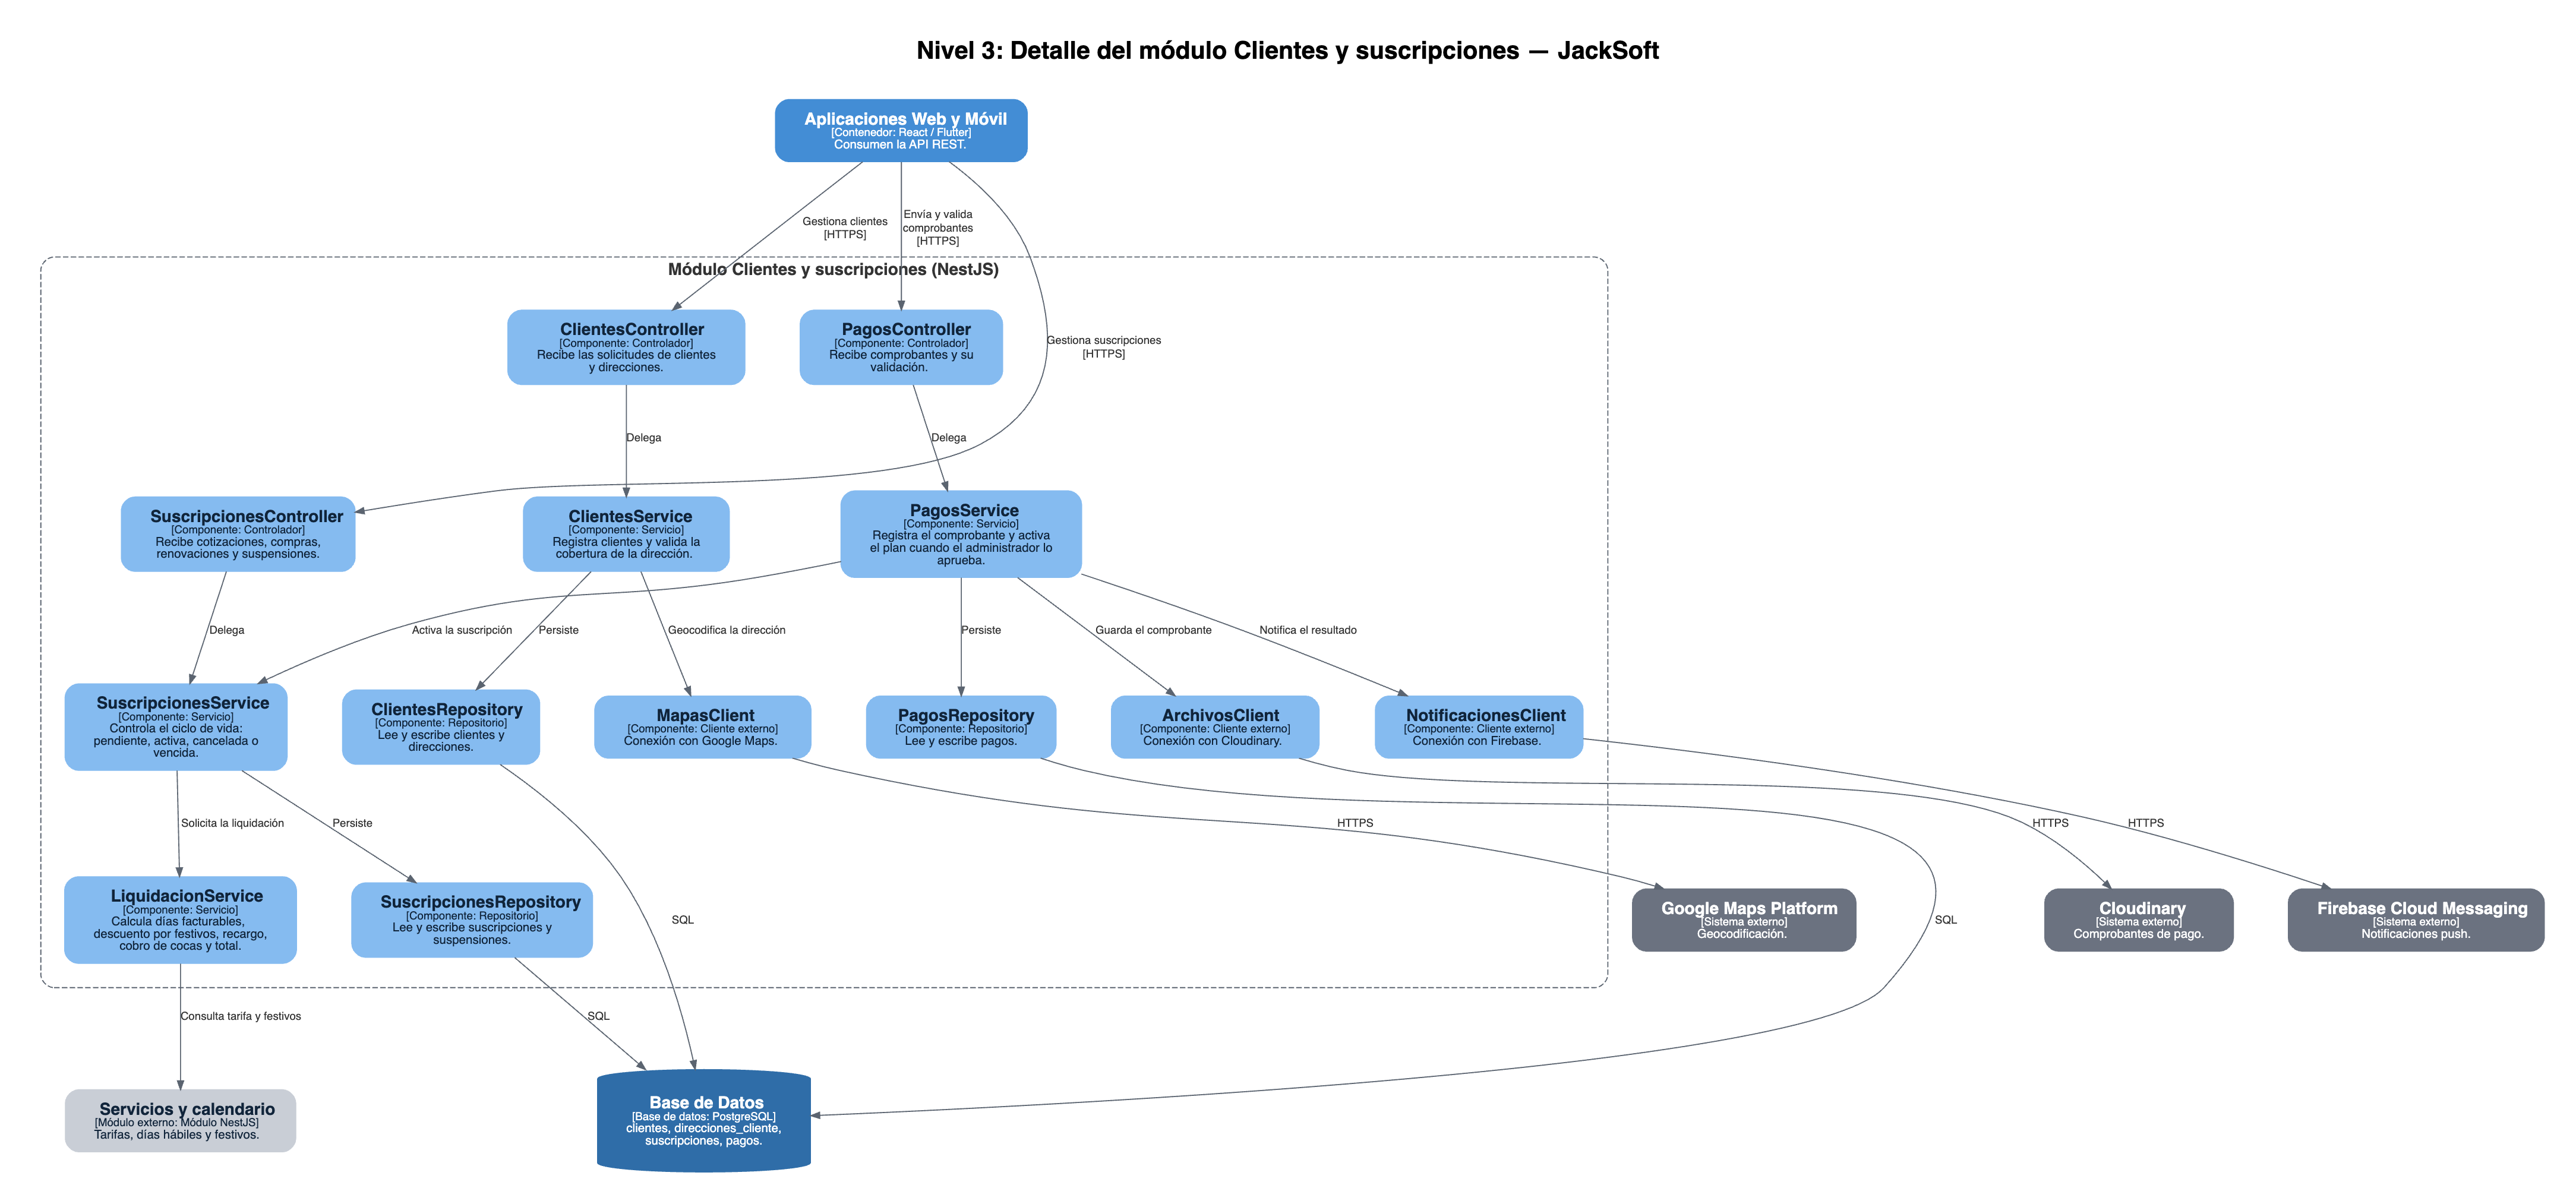 Nivel 3: Detalle del módulo Clientes y suscripciones — JackSoft
Aplicaciones Web y Móvil
[Contenedor: React / Flutter]
Consumen la API REST.
Gestiona clientes
[HTTPS]
Envía y valida
comprobantes
[HTTPS]
Módulo Clientes y suscripciones (NestJS)
ClientesController
[Componente: Controlador]
Recibe las solicitudes de clientes
y direcciones.
PagosController
[Componente: Controlador]
Recibe comprobantes y su
validación.
Gestiona suscripciones
[HTTPS]
Delega
Delega
SuscripcionesController
[Componente: Controlador]
Recibe cotizaciones, compras,
renovaciones y suspensiones.
ClientesService
[Componente: Servicio]
Registra clientes y valida la
cobertura de la dirección.
PagosService
[Componente: Servicio]
Registra el comprobante y activa
el plan cuando el administrador lo
aprueba.
Delega
Activa la suscripción
Persiste
Geocodifica la dirección
Persiste
Guarda el comprobante
Notifica el resultado
SuscripcionesService
[Componente: Servicio]
Controla el ciclo de vida:
pendiente, activa, cancelada o
vencida.
ClientesRepository
[Componente: Repositorio]
Lee y escribe clientes y
direcciones.
MapasClient
[Componente: Cliente externo]
Conexión con Google Maps.
PagosRepository
[Componente: Repositorio]
Lee y escribe pagos.
ArchivosClient
[Componente: Cliente externo]
Conexión con Cloudinary.
NotificacionesClient
[Componente: Cliente externo]
Conexión con Firebase.
Solicita la liquidación
Persiste
HTTPS
HTTPS
HTTPS
LiquidacionService
[Componente: Servicio]
Calcula días facturables,
descuento por festivos, recargo,
cobro de cocas y total.
SuscripcionesRepository
[Componente: Repositorio]
Lee y escribe suscripciones y
suspensiones.
SQL
Google Maps Platform
[Sistema externo]
Geocodificación.
SQL
Cloudinary
[Sistema externo]
Comprobantes de pago.
Firebase Cloud Messaging
[Sistema externo]
Notificaciones push.
Consulta tarifa y festivos
SQL
Servicios y calendario
[Módulo externo: Módulo NestJS]
Tarifas, días hábiles y festivos.
Base de Datos
[Base de datos: PostgreSQL]
clientes, direcciones_cliente,
suscripciones, pagos.